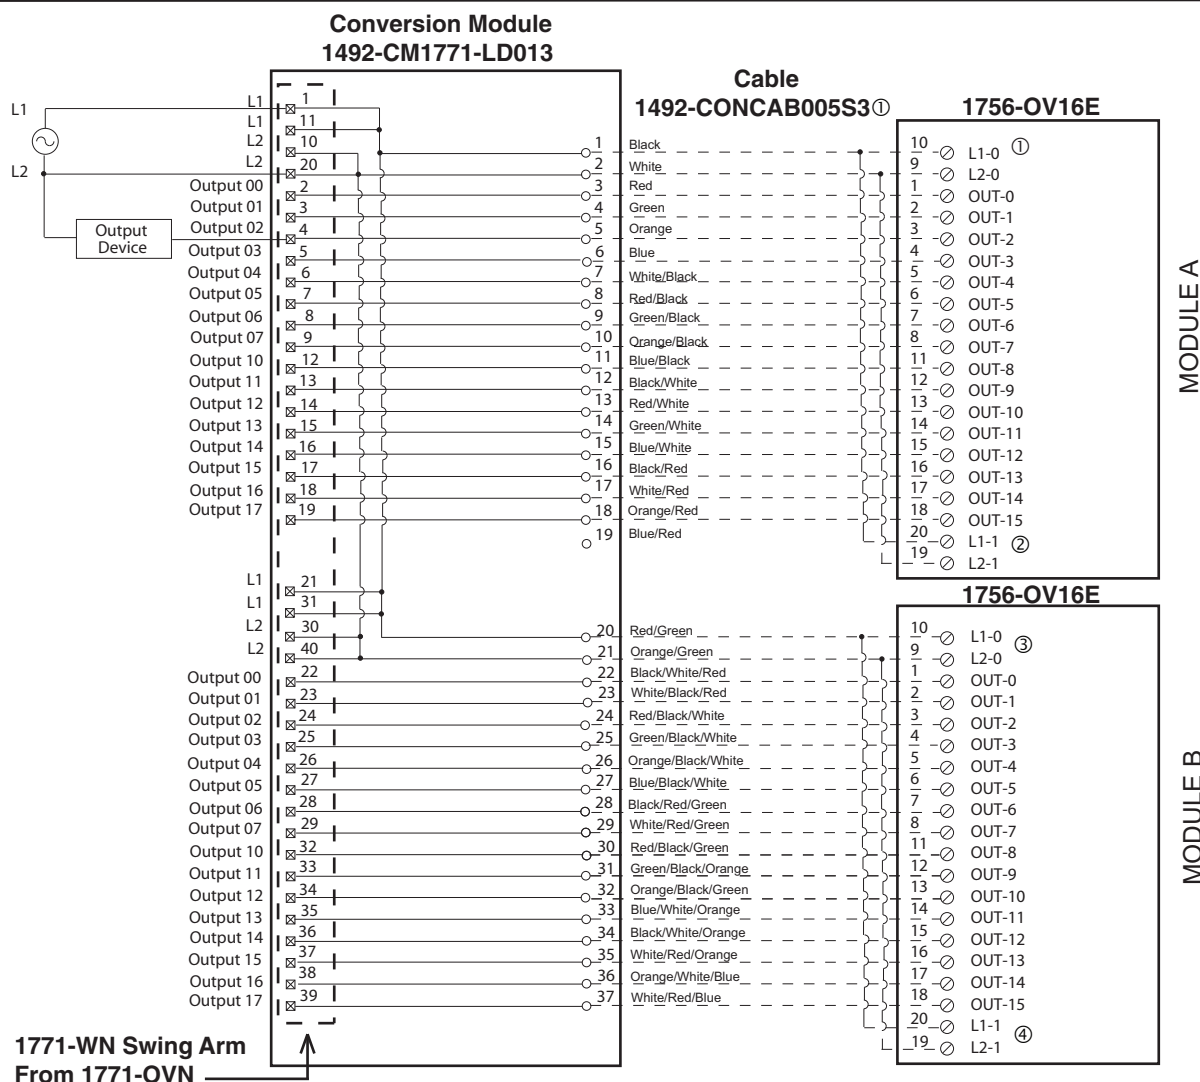 Conversion Module
1492-CM1771-LD013
Cable
1492-CONCAB005S3①
1756-OV16E
L1
L2
Output
Device
L1 1
L1 11
L2 10
L2 20
Output 00 2
Output 01 3
Output 02 4
Output 03 5
Output 04 6
Output 05 7
Output 06 8
Output 07 9
Output 10 12
Output 11 13
Output 12 14
Output 13 15
Output 14 16
Output 15 17
Output 16 18
Output 17 19
1 Black 10 L1-0 ①
2 White 9 L2-0
3 Red 1 OUT-0
4 Green 2 OUT-1
5 Orange 3 OUT-2
6 Blue 4 OUT-3
7 White/Black 5 OUT-4
8 Red/Black 6 OUT-5
9 Green/Black 7 OUT-6
10 Orange/Black 8 OUT-7
11 Blue/Black 11 OUT-8
12 Black/White 12 OUT-9
13 Red/White 13 OUT-10
14 Green/White 14 OUT-11
15 Blue/White 15 OUT-12
16 Black/Red 16 OUT-13
17 White/Red 17 OUT-14
18 Orange/Red 18 OUT-15
19 Blue/Red 20 L1-1 ②
19 L2-1
MODULE A
1756-OV16E
L1 21
L1 31
L2 30
L2 40
Output 00 22
Output 01 23
Output 02 24
Output 03 25
Output 04 26
Output 05 27
Output 06 28
Output 07 29
Output 10 32
Output 11 33
Output 12 34
Output 13 35
Output 14 36
Output 15 37
Output 16 38
Output 17 39
20 Red/Green 10 L1-0 ③
21 Orange/Green 9 L2-0
22 Black/White/Red 1 OUT-0
23 White/Black/Red 2 OUT-1
24 Red/Black/White 3 OUT-2
25 Green/Black/White 4 OUT-3
26 Orange/Black/White 5 OUT-4
27 Blue/Black/White 6 OUT-5
28 Black/Red/Green 7 OUT-6
29 White/Red/Green 8 OUT-7
30 Red/Black/Green 11 OUT-8
31 Green/Black/Orange 12 OUT-9
32 Orange/Black/Green 13 OUT-10
33 Blue/White/Orange 14 OUT-11
34 Black/White/Orange 15 OUT-12
35 White/Red/Orange 16 OUT-13
36 Orange/White/Blue 17 OUT-14
37 White/Red/Blue 18 OUT-15
20 L1-1 ④
19 L2-1
MODULE B
1771-WN Swing Arm
From 1771-OVN